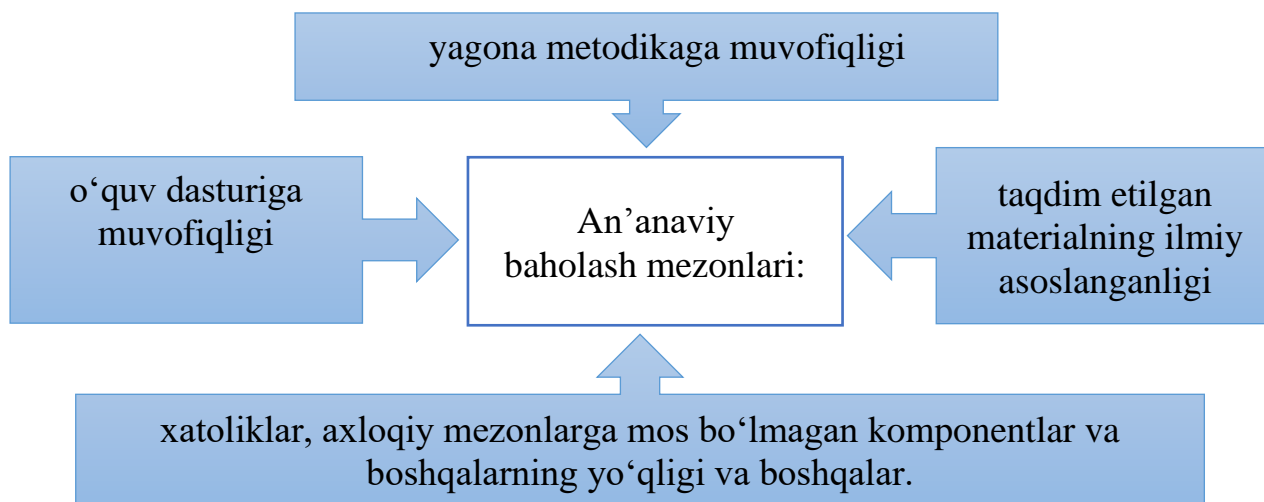 yagona metodikaga muvofiqligi
o‘quv dasturiga
muvofiqligi
An’anaviy
baholash mezonlari:
taqdim etilgan
materialning ilmiy
asoslanganligi
xatoliklar, axloqiy mezonlarga mos bo‘lmagan komponentlar va
boshqalarning yo‘qligi va boshqalar.